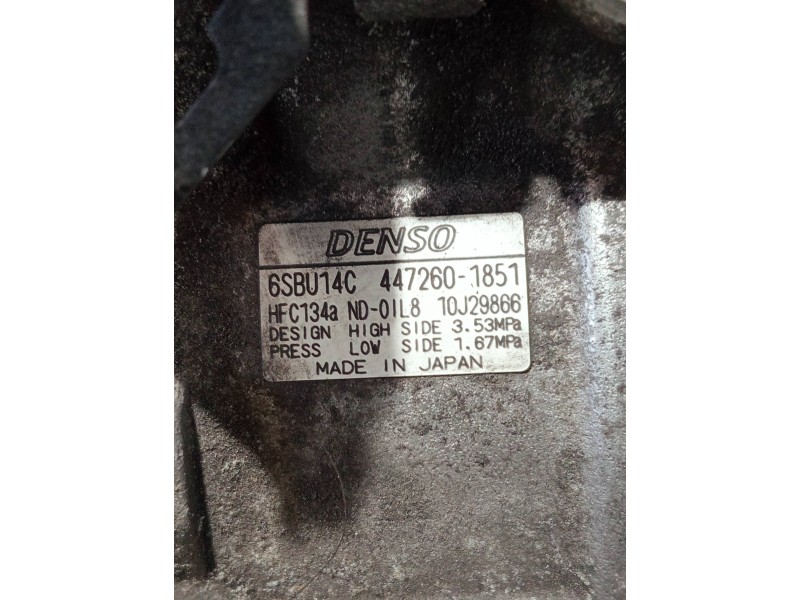 DENSO
6SBU14C 447260-1851
HFC134a ND-OIL8 10J29866
DESIGN HIGH SIDE 3.53MPa
PRESS LOW SIDE 1.67MPa
MADE IN JAPAN